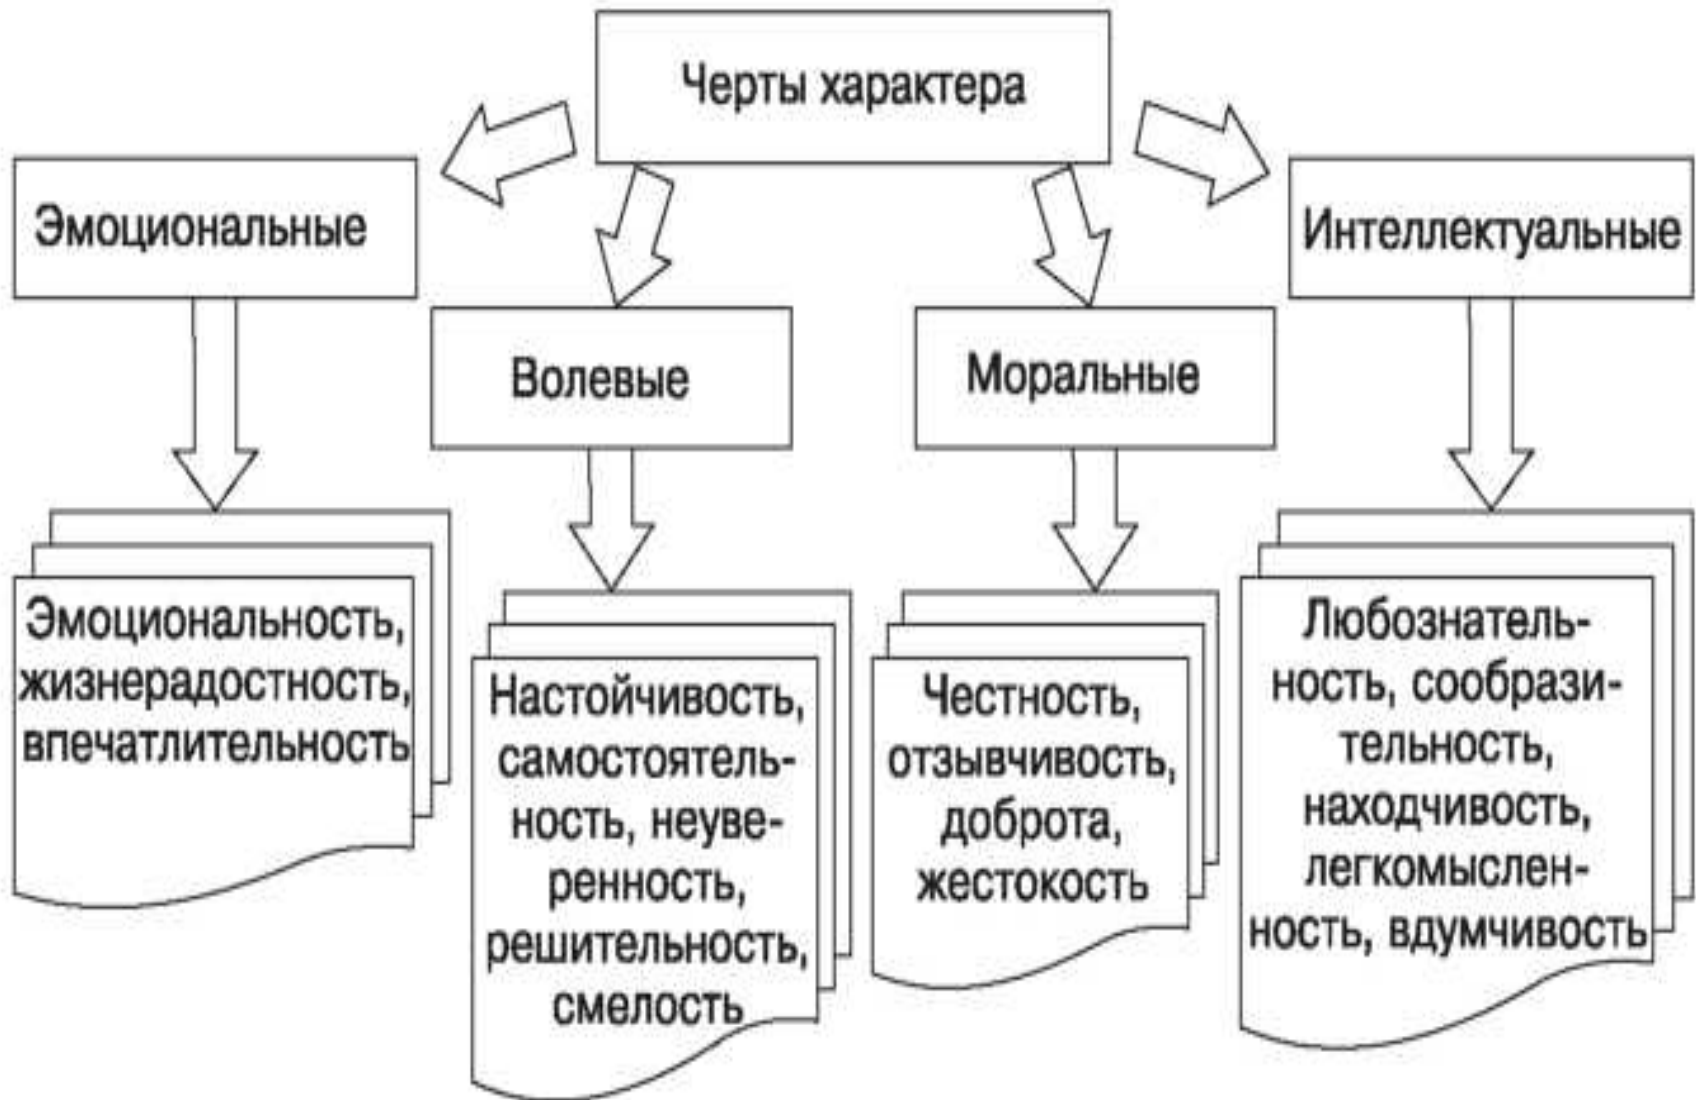 Черты характера
Эмоциональные
Интеллектуальные
Волевые
Моральные
Эмоциональность,
жизнерадостность,
впечатлительность
Настойчивость,
самостоятель-
ность, неуве-
ренность,
решительность,
смелость
Честность,
отзывчивость,
доброта,
жестокость
Любознатель-
ность, сообрази-
тельность,
находчивость,
легкомыслен-
ность, вдумчивость